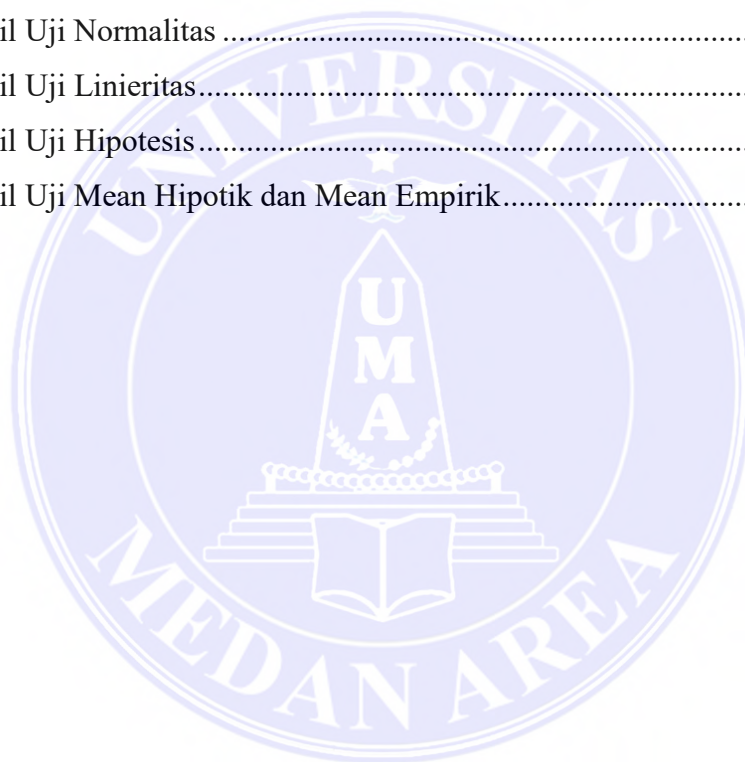 il Uji Normalitas ...............................................................
il Uji Linieritas...............................................................
il Uji Hipotesis...............................................................
il Uji Mean Hipotik dan Mean Empirik...............................
UNIVERSITAS
U
M
A
MEDAN AREA